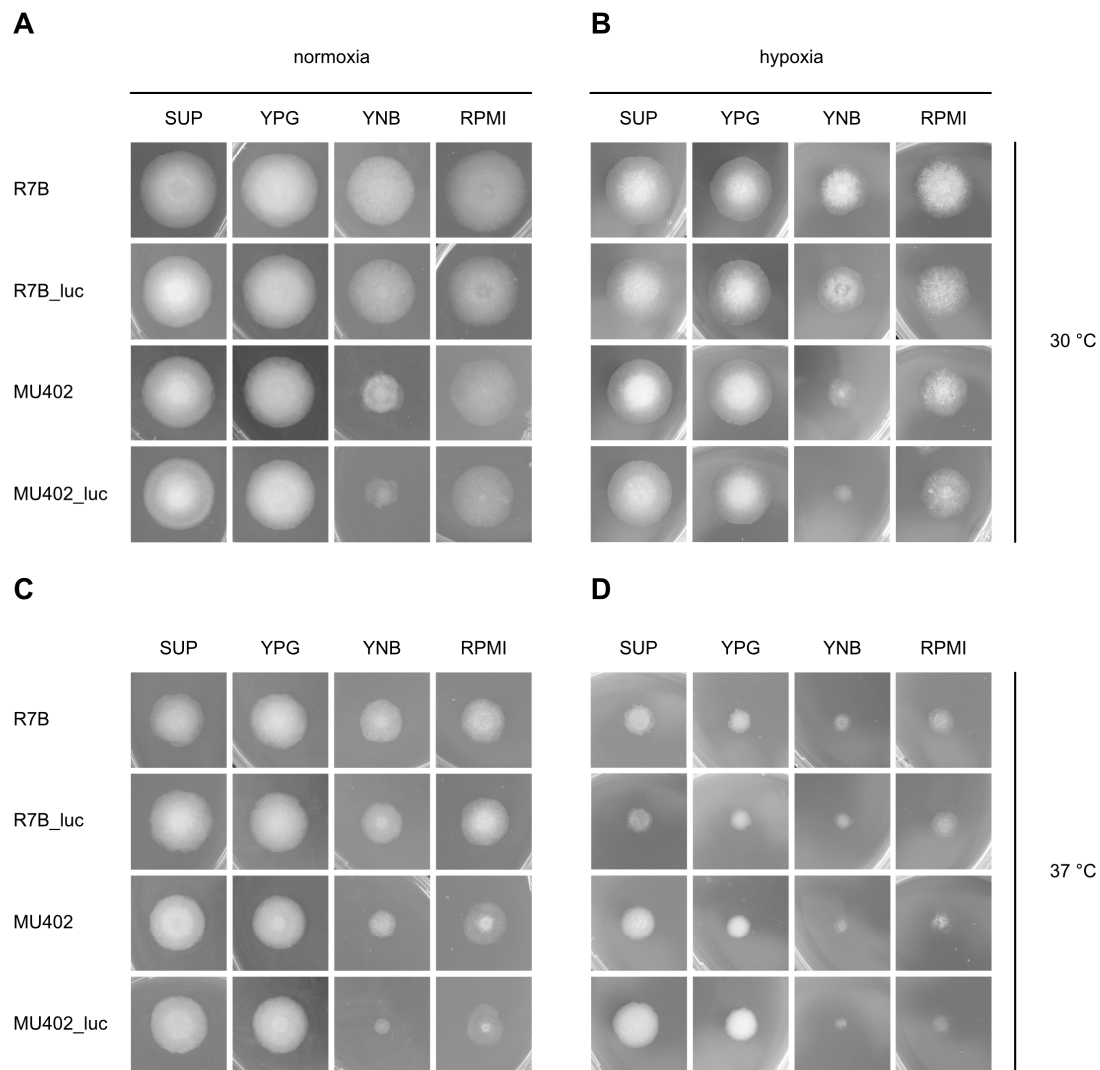 A
B
normoxia
hypoxia
SUP YPG YNB RPMI
SUP YPG YNB RPMI
R7B
R7B_luc
30 °C
MU402
MU402_luc
C
D
SUP YPG YNB RPMI
SUP YPG YNB RPMI
R7B
R7B_luc
37 °C
MU402
MU402_luc